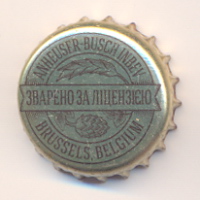 ANHEUSER-BUSCH INBEV
ЗВАРЕНО ЗА ЛІЦЕНЗІЄЮ
BRUSSELS, BELGIUM